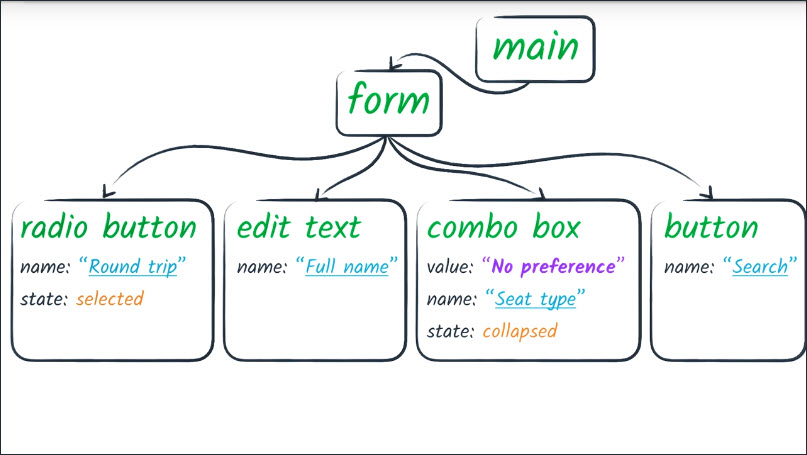 main
form
radio button
name: “Round trip”
state: selected
edit text
name: “Full name”
combo box
value: “No preference”
name: “Seat type”
state: collapsed
button
name: “Search”